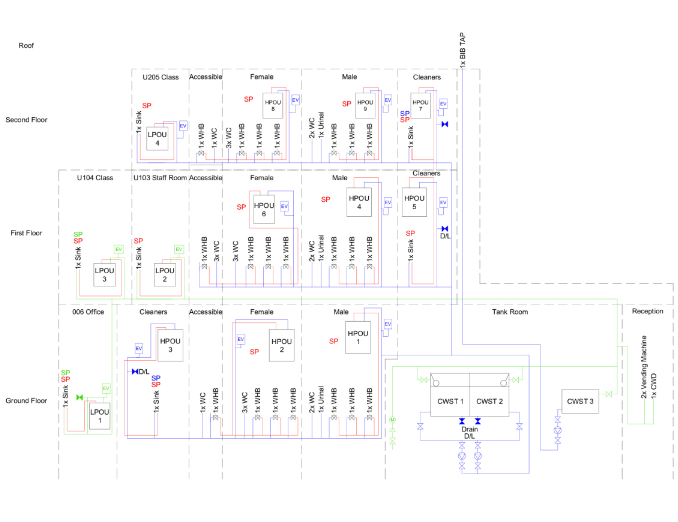 Roof
1x BIB TAP
U205 Class
Accessible
Female
Male
Cleaners
Second Floor
SP
1x Sink
LPOU
4
EV
1x WHB
1x WC
3x WC
SP
1x WHB
1x WHB
1x WHB
HPOU
8
EV
2x WC
1x Urinal
SP
1x WHB
1x WHB
1x WHB
HPOU
9
EV
SP
SP
1x Sink
HPOU
7
EV
U104 Class
U103 Staff Room
Accessible
Female
Male
Cleaners
First Floor
SP
SP
1x Sink
LPOU
3
EV
SP
1x Sink
LPOU
2
EV
1x WHB
3x WC
3x WC
SP
1x WHB
1x WHB
1x WHB
HPOU
6
EV
2x WC
1x Urinal
SP
1x WHB
1x WHB
1x WHB
HPOU
4
EV
SP
1x Sink
HPOU
5
EV
D/L
006 Office
Cleaners
Accessible
Female
Male
Tank Room
Reception
Ground Floor
SP
SP
1x Sink
LPOU
1
EV
EV
D/L
SP
SP
1x Sink
HPOU
3
1x WC
1x WHB
EV
SP
3x WC
1x WHB
1x WHB
1x WHB
HPOU
2
2x WC
1x Urinal
SP
1x WHB
1x WHB
1x WHB
HPOU
1
EV
CWST 1
CWST 2
Drain
D/L
CWST 3
2x Vending Machine
1x CWD